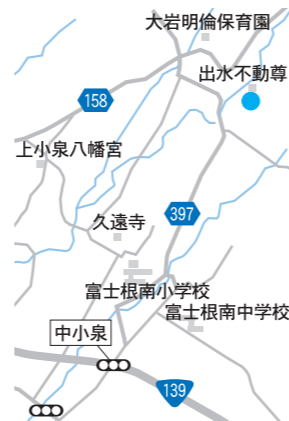 大岩明倫保育園
出水不動尊
158
上小泉八幡宮
久遠寺
397
富士根南小学校
富士根南中学校
中小泉
139